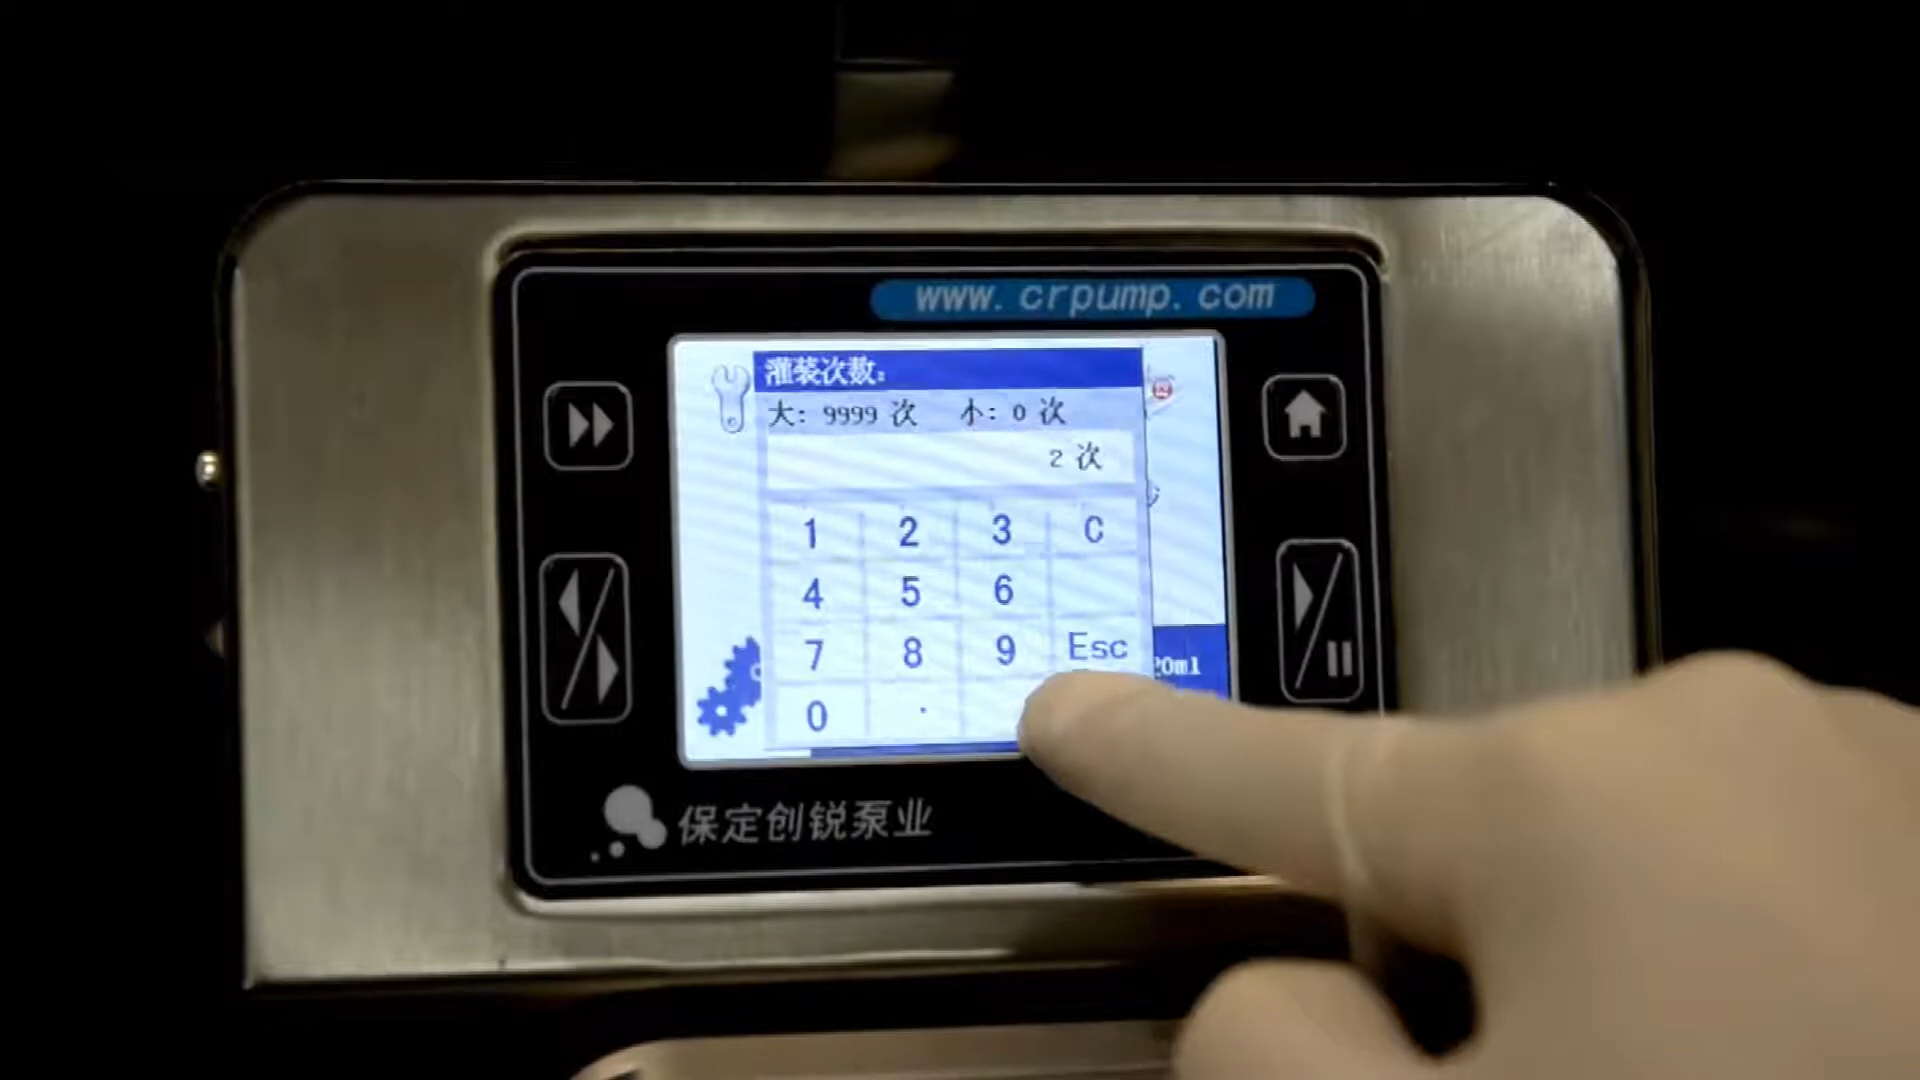 www.crpump.com
灌装次数:
大: 9999 次 小: 0 次
2 次
1 2 3 C
4 5 6
7 8 9 Esc
0 .
20ml
保定创锐泵业